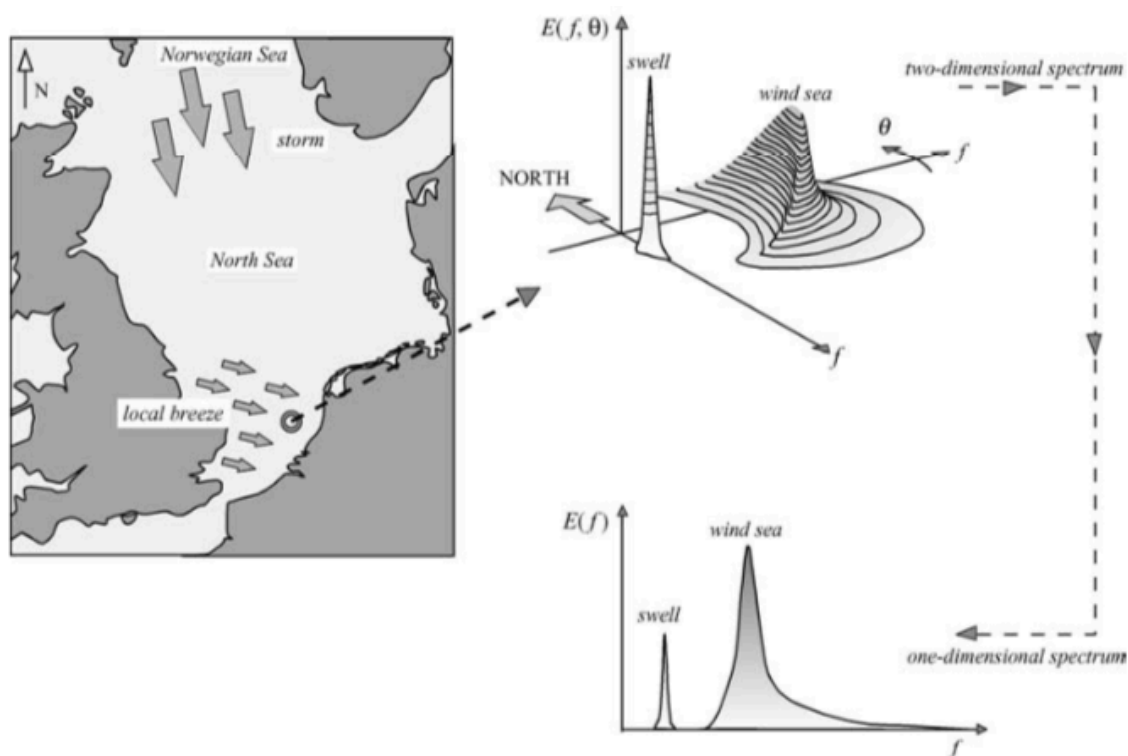 Norwegian Sea
N
storm
North Sea
local breeze
E(f, θ)
swell
wind sea
two-dimensional spectrum
θ
f
NORTH
f
E(f)
wind sea
swell
one-dimensional spectrum
f